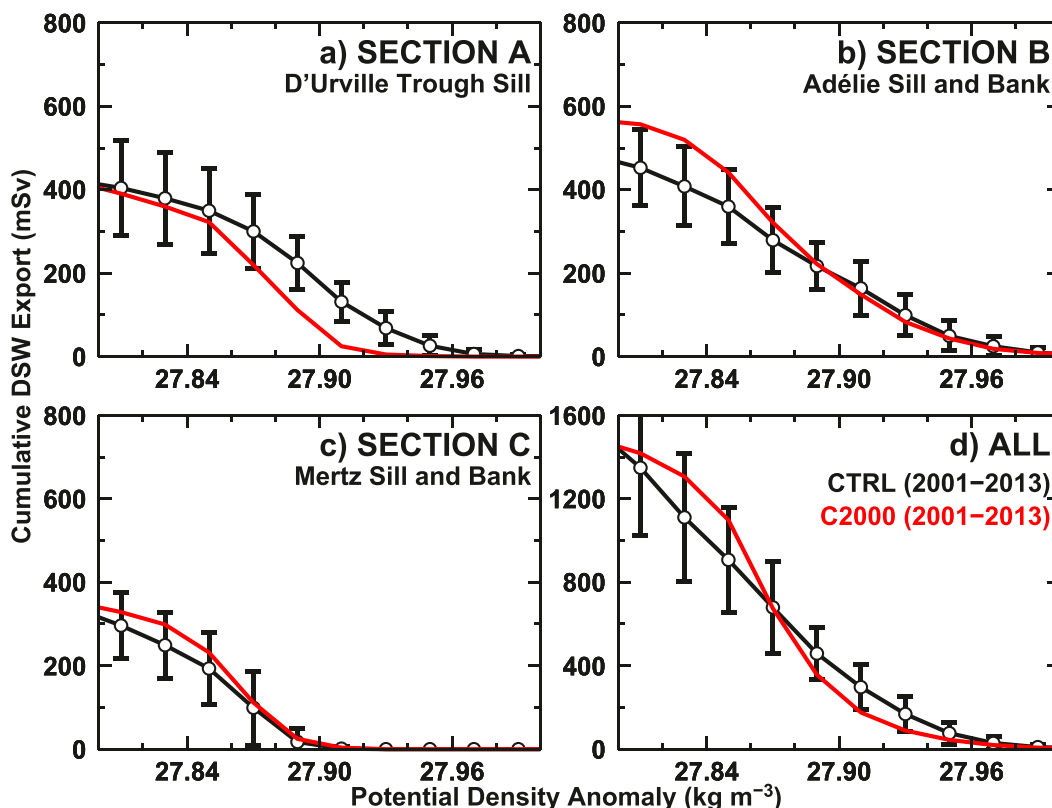 Cumulative DSW Export (mSv)
800
600
400
200
0
27.84
27.90
27.96
a) SECTION A
D'Urville Trough Sill
800
600
400
200
0
27.84
27.90
27.96
b) SECTION B
Adélie Sill and Bank
800
600
400
200
0
27.84
27.90
27.96
c) SECTION C
Mertz Sill and Bank
1600
1200
800
400
0
27.84
27.90
27.96
d) ALL
CTRL (2001−2013)
C2000 (2001−2013)
Potential Density Anomaly (kg m⁻³)